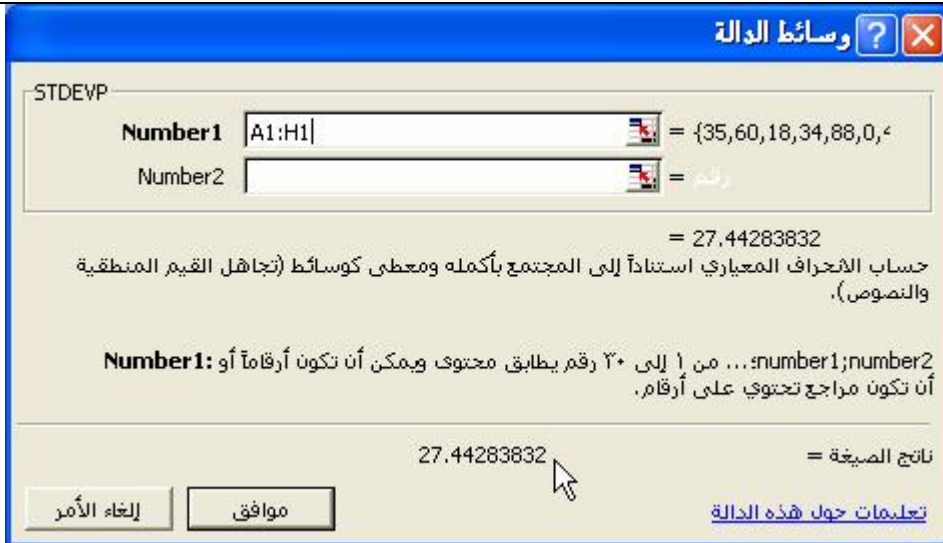 وسائط الدالة
STDEVP
Number1 A1:H1 = {35,60,18,34,88,0,4
Number2 = رقم
= 27.44283832
حساب الانحراف المعياري استناداً إلى المجتمع بأكمله ومعطى كوسائط (تجاهل القيم المنطقية
والنصوص).
Number1: number1;number2;... من ١ إلى ٣٠ رقم يطابق محتوى ويمكن أن تكون أرقاماً أو
أن تكون مراجع تحتوي على أرقام.
ناتج الصيغة = 27.44283832
تعليمات حول هذه الدالة موافق إلغاء الأمر